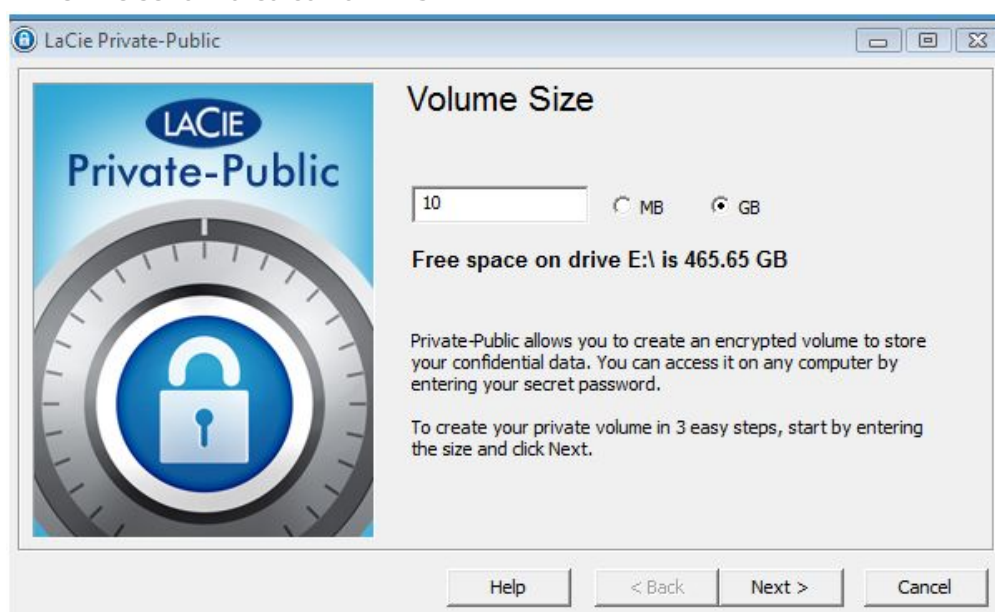 LaCie Private-Public
LACIE
Private-Public
Volume Size
10
MB
GB
Free space on drive E:\ is 465.65 GB
Private-Public allows you to create an encrypted volume to store
your confidential data. You can access it on any computer by
entering your secret password.
To create your private volume in 3 easy steps, start by entering
the size and click Next.
Help
< Back
Next >
Cancel